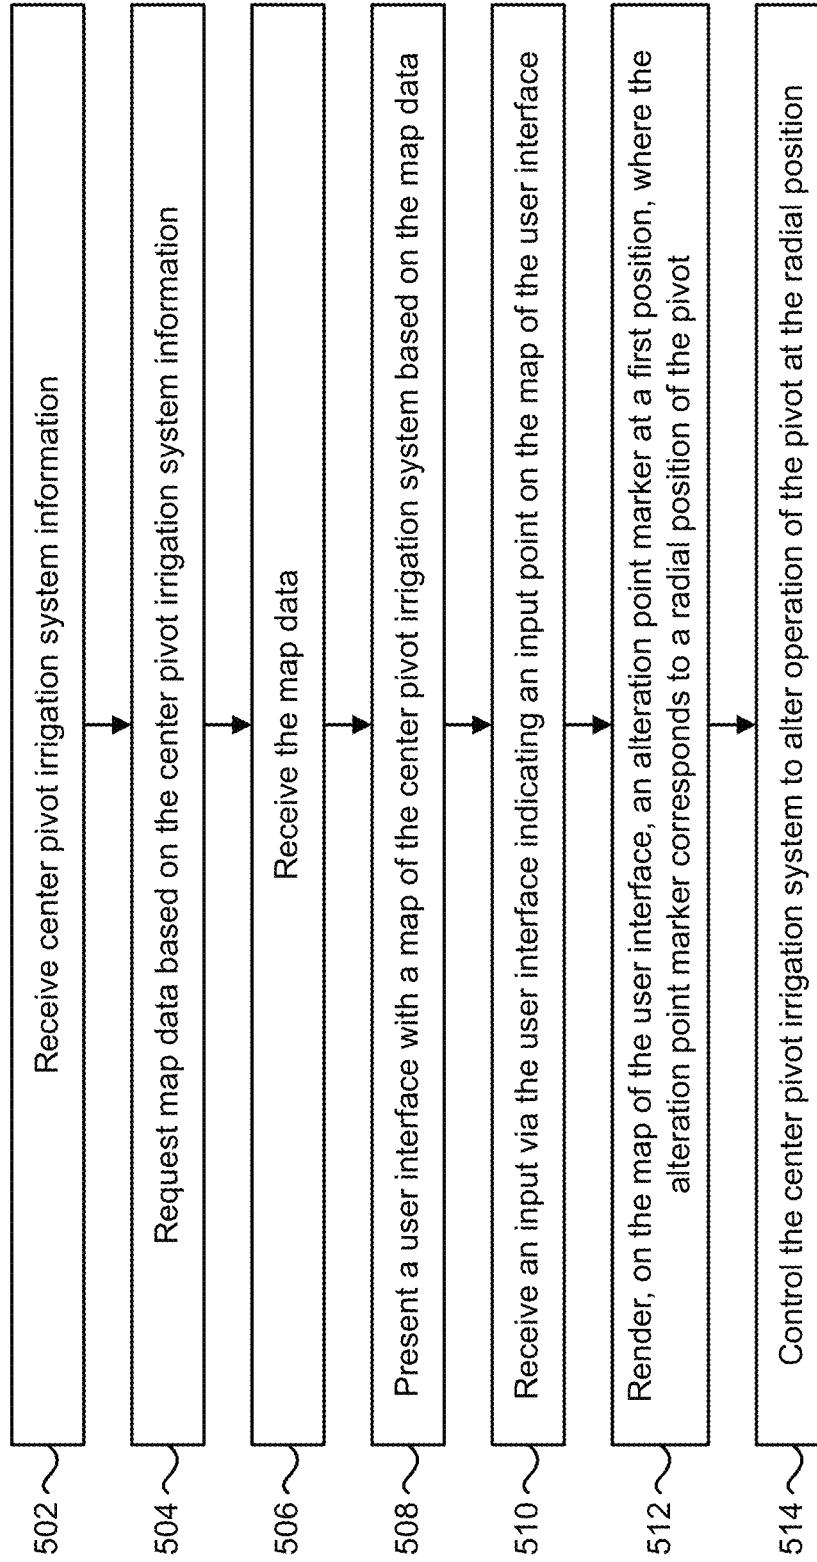 502
Receive center pivot irrigation system information
504
Request map data based on the center pivot irrigation system information
506
Receive the map data
508
Present a user interface with a map of the center pivot irrigation system based on the map data
510
Receive an input via the user interface indicating an input point on the map of the user interface
512
Render, on the map of the user interface, an alteration point marker at a first position, where the
alteration point marker corresponds to a radial position of the pivot
514
Control the center pivot irrigation system to alter operation of the pivot at the radial position